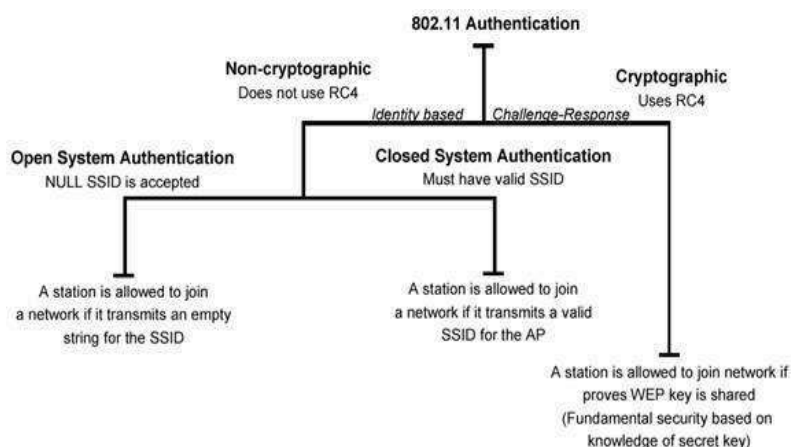 802.11 Authentication
Non-cryptographic
Does not use RC4
Cryptographic
Uses RC4
Identity based
Challenge-Response
Open System Authentication
NULL SSID is accepted
Closed System Authentication
Must have valid SSID
A station is allowed to join
a network if it transmits an empty
string for the SSID
A station is allowed to join
a network if it transmits a valid
SSID for the AP
A station is allowed to join network if
proves WEP key is shared
(Fundamental security based on
knowledge of secret key)